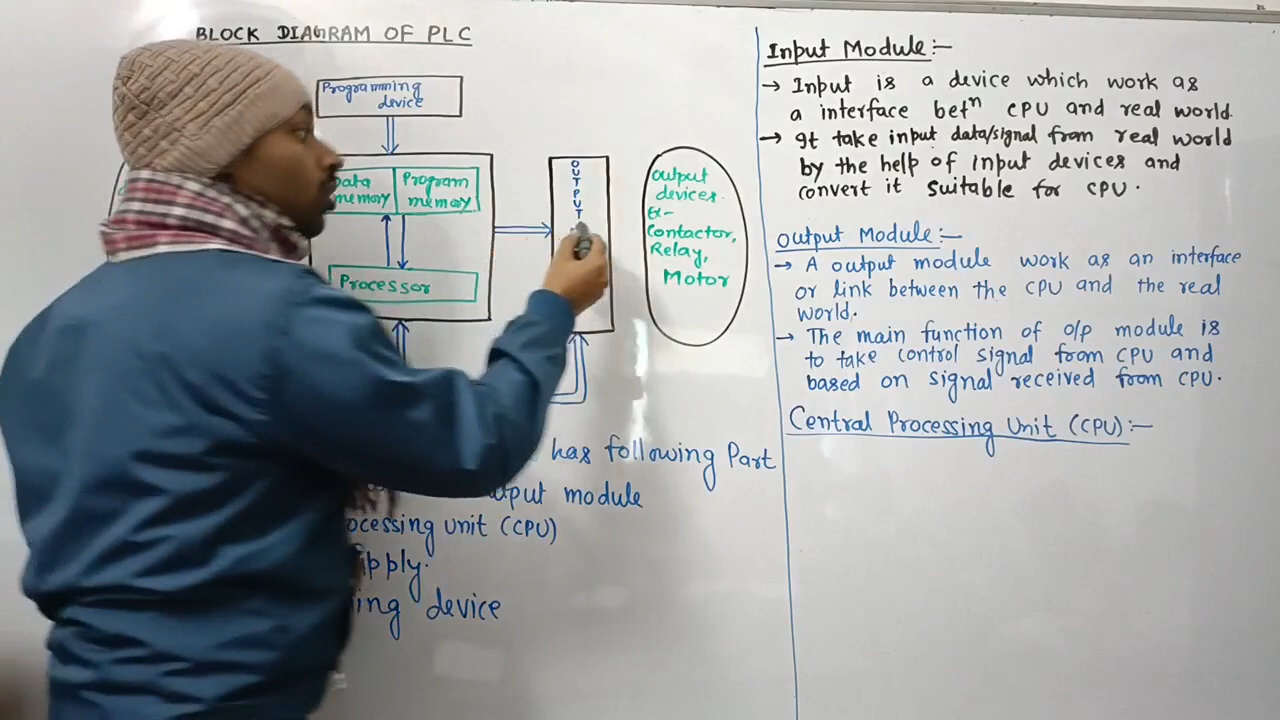 BLOCK DIAGRAM OF PLC
Programming
device
Data
memory
Program
memory
Processor
OUTPUT
Output
devices
Ex-
Contactor,
Relay,
Motor
has following Part
module
(CPU)
device
Input Module :-
→ Input is a device which work as
a interface betⁿ CPU and real world.
→ It take input data/signal from real world
by the help of input devices and
convert it suitable for CPU.
Output Module :-
→ A output module work as an interface
or link between the CPU and the real
world.
→ The main function of o/p module is
to take control signal from CPU and
based on signal received from CPU.
Central Processing Unit (CPU) :-